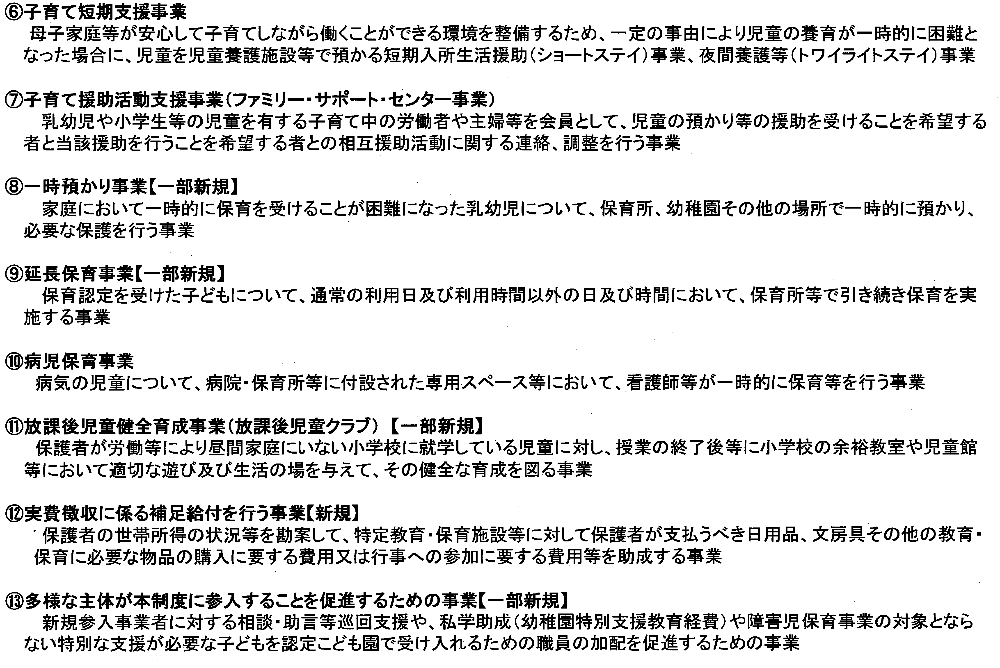 ⑥子育て短期支援事業
母子家庭等が安心して子育てしながら働くことができる環境を整備するため、一定の事由により児童の養育が一時的に困難と
なった場合に、児童を児童養護施設等で預かる短期入所生活援助(ショートステイ)事業、夜間養護等(トワイライトステイ)事業
⑦子育て援助活動支援事業(ファミリー・サポート・センター事業)
乳幼児や小学生等の児童を有する子育て中の労働者や主婦等を会員として、児童の預かり等の援助を受けることを希望する
者と当該援助を行うことを希望する者との相互援助活動に関する連絡、調整を行う事業
⑧一時預かり事業【一部新規】
家庭において一時的に保育を受けることが困難になった乳幼児について、保育所、幼稚園その他の場所で一時的に預かり、
必要な保護を行う事業
⑨延長保育事業【一部新規】
保育認定を受けた子どもについて、通常の利用日及び利用時間以外の日及び時間において、保育所等で引き続き保育を実
施する事業
⑩病児保育事業
病気の児童について、病院・保育所等に付設された専用スペース等において、看護師等が一時的に保育等を行う事業
⑪放課後児童健全育成事業(放課後児童クラブ) 【一部新規】
保護者が労働等により昼間家庭にいない小学校に就学している児童に対し、授業の終了後等に小学校の余裕教室や児童館
等において適切な遊び及び生活の場を与えて、その健全な育成を図る事業
⑫実費徴収に係る補足給付を行う事業【新規】
保護者の世帯所得の状況等を勘案して、特定教育・保育施設等に対して保護者が支払うべき日用品、文房具その他の教育・
保育に必要な物品の購入に要する費用又は行事への参加に要する費用等を助成する事業
⑬多様な主体が本制度に参入することを促進するための事業【一部新規】
新規参入事業者に対する相談・助言等巡回支援や、私学助成(幼稚園特別支援教育経費)や障害児保育事業の対象となら
ない特別な支援が必要な子どもを認定こども園で受け入れるための職員の加配を促進するための事業